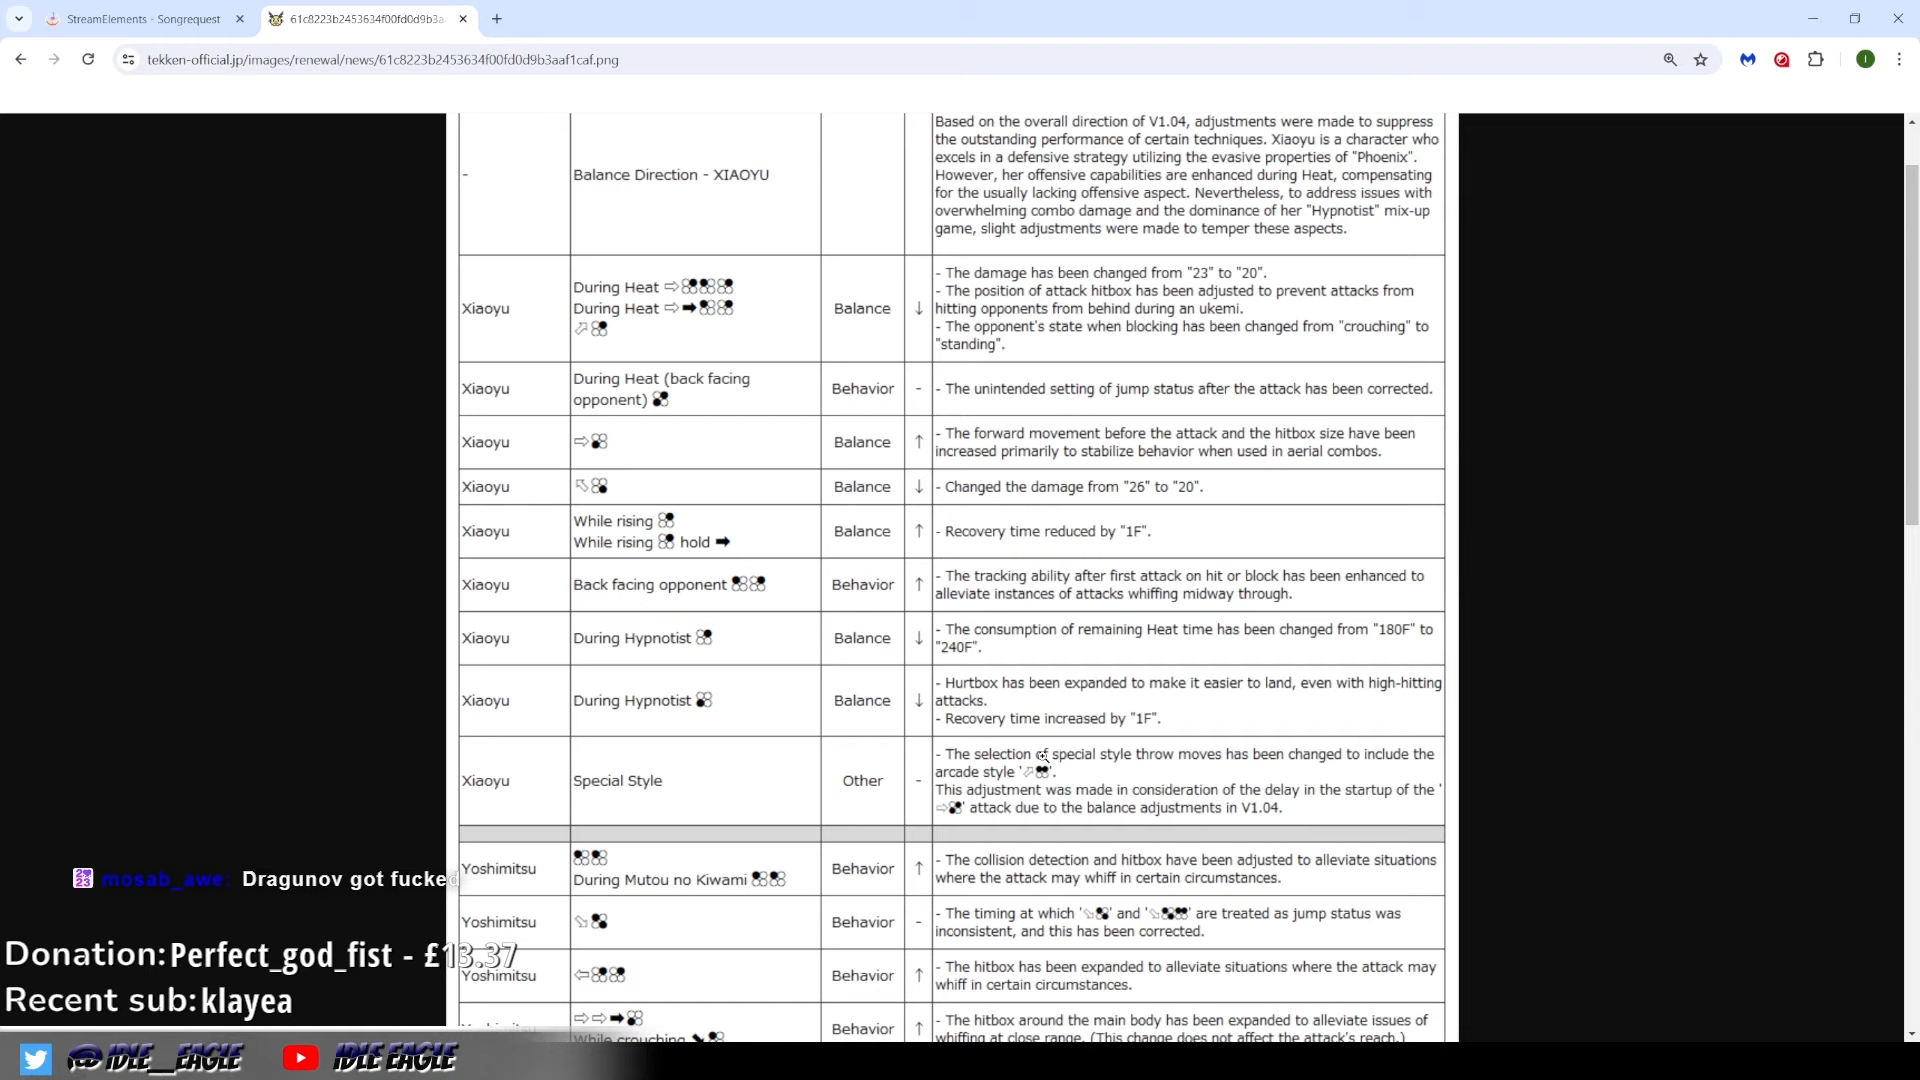 StreamElements - Songrequest
61c8223b2453634f00fd0d9b3a
tekken-official.jp/images/renewal/news/61c8223b2453634f00fd0d9b3aaf1caf.png
I
-
Balance Direction - XIAOYU
Based on the overall direction of V1.04, adjustments were made to suppress
the outstanding performance of certain techniques. Xiaoyu is a character who
excels in a defensive strategy utilizing the evasive properties of "Phoenix".
However, her offensive capabilities are enhanced during Heat, compensating
for the usually lacking offensive aspect. Nevertheless, to address issues with
overwhelming combo damage and the dominance of her "Hypnotist" mix-up
game, slight adjustments were made to temper these aspects.
Xiaoyu
During Heat ⇨
During Heat ⇨ ➡
⬀
Balance
↓
- The damage has been changed from "23" to "20".
- The position of attack hitbox has been adjusted to prevent attacks from
hitting opponents from behind during an ukemi.
- The opponent's state when blocking has been changed from "crouching" to
"standing".
Xiaoyu
During Heat (back facing
opponent)
Behavior
-
- The unintended setting of jump status after the attack has been corrected.
Xiaoyu
⇨
Balance
↑
- The forward movement before the attack and the hitbox size have been
increased primarily to stabilize behavior when used in aerial combos.
Xiaoyu
⬁
Balance
↓
- Changed the damage from "26" to "20".
Xiaoyu
While rising
While rising hold ➡
Balance
↑
- Recovery time reduced by "1F".
Xiaoyu
Back facing opponent
Behavior
↑
- The tracking ability after first attack on hit or block has been enhanced to
alleviate instances of attacks whiffing midway through.
Xiaoyu
During Hypnotist
Balance
↓
- The consumption of remaining Heat time has been changed from "180F" to
"240F".
Xiaoyu
During Hypnotist
Balance
↓
- Hurtbox has been expanded to make it easier to land, even with high-hitting
attacks.
- Recovery time increased by "1F".
Xiaoyu
Special Style
Other
-
- The selection of special style throw moves has been changed to include the
arcade style '⬀'.
This adjustment was made in consideration of the delay in the startup of the '
⇨' attack due to the balance adjustments in V1.04.
Yoshimitsu
During Mutou no Kiwami
Behavior
↑
- The collision detection and hitbox have been adjusted to alleviate situations
where the attack may whiff in certain circumstances.
Yoshimitsu
⬂
Behavior
-
- The timing at which '⬂' and '⬂' are treated as jump status was
inconsistent, and this has been corrected.
Yoshimitsu
⇦
Behavior
↑
- The hitbox has been expanded to alleviate situations where the attack may
whiff in certain circumstances.
⇨ ⇨ ➡
While crouching
Behavior
↑
- The hitbox around the main body has been expanded to alleviate issues of
whiffing at close range. (This change does not affect the attack's reach.)
mosab_awe: Dragunov got fucked
Donation: Perfect_god_fist - £13.37
Recent sub: klayea
IDLE__EAGLE
IDLE EAGLE